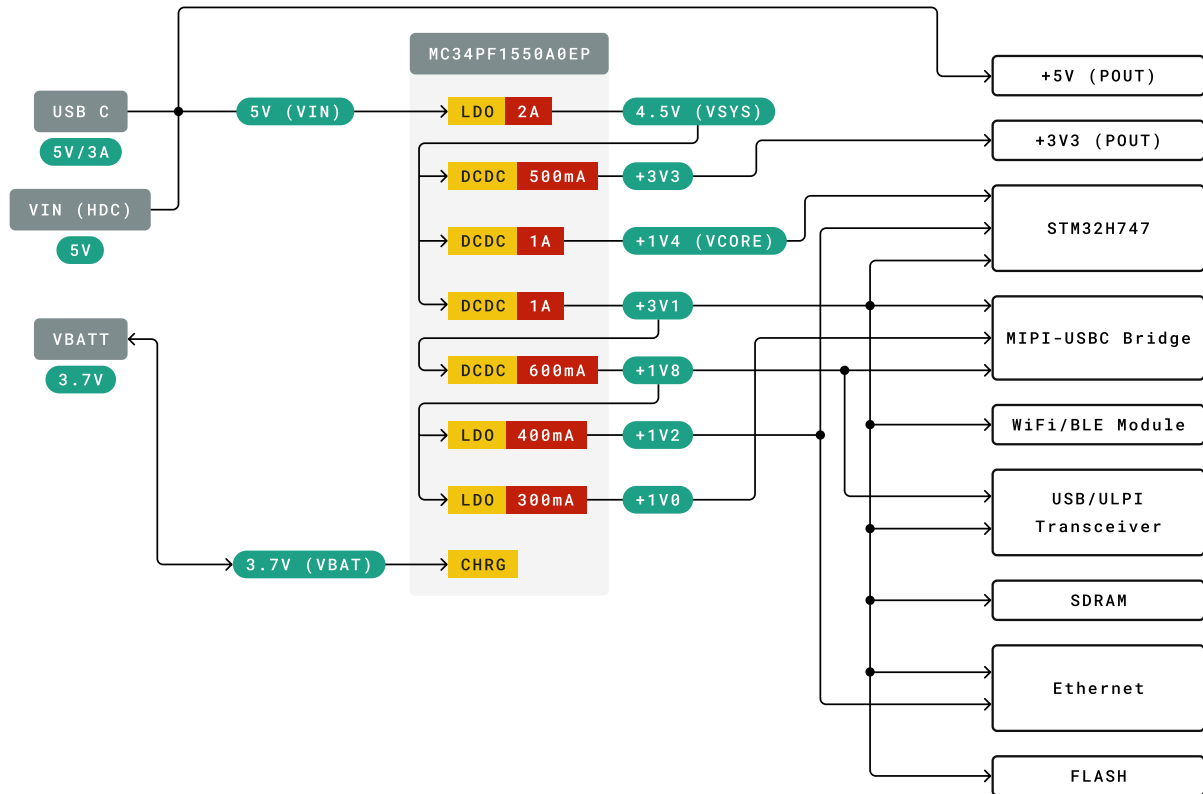 MC34PF1550A0EP
+5V (POUT)
USB C
5V (VIN)
LDO 2A
4.5V (VSYS)
5V/3A
+3V3 (POUT)
DCDC 500mA
+3V3
VIN (HDC)
5V
DCDC 1A
+1V4 (VCORE)
STM32H747
DCDC 1A
+3V1
VBATT
3.7V
MIPI-USBC Bridge
DCDC 600mA
+1V8
LDO 400mA
+1V2
WiFi/BLE Module
LDO 300mA
+1V0
USB/ULPI
Transceiver
3.7V (VBAT)
CHRG
SDRAM
Ethernet
FLASH